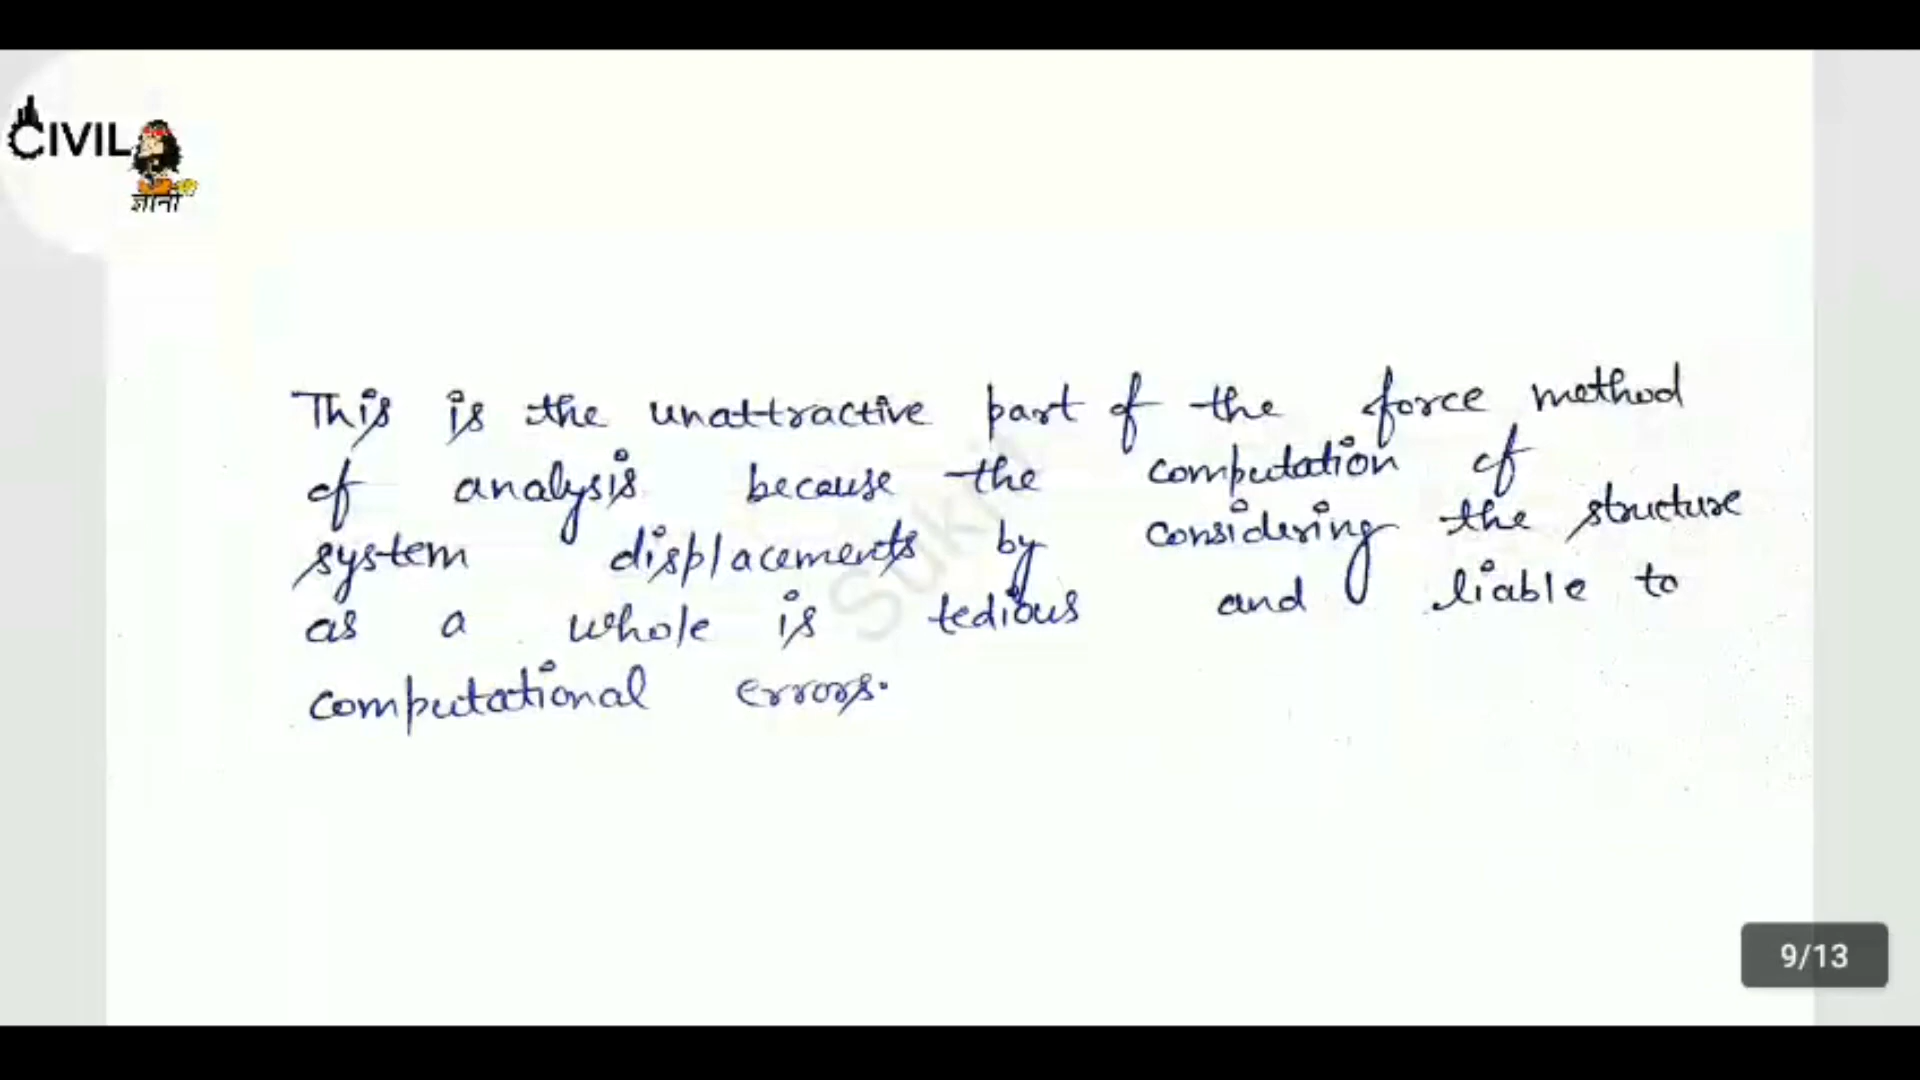 CIVIL
ज्ञानी
This is the unattractive part of the force method
of analysis because the computation of
system displacements by considering the structure
as a whole is tedious and liable to
computational errors.
9/13